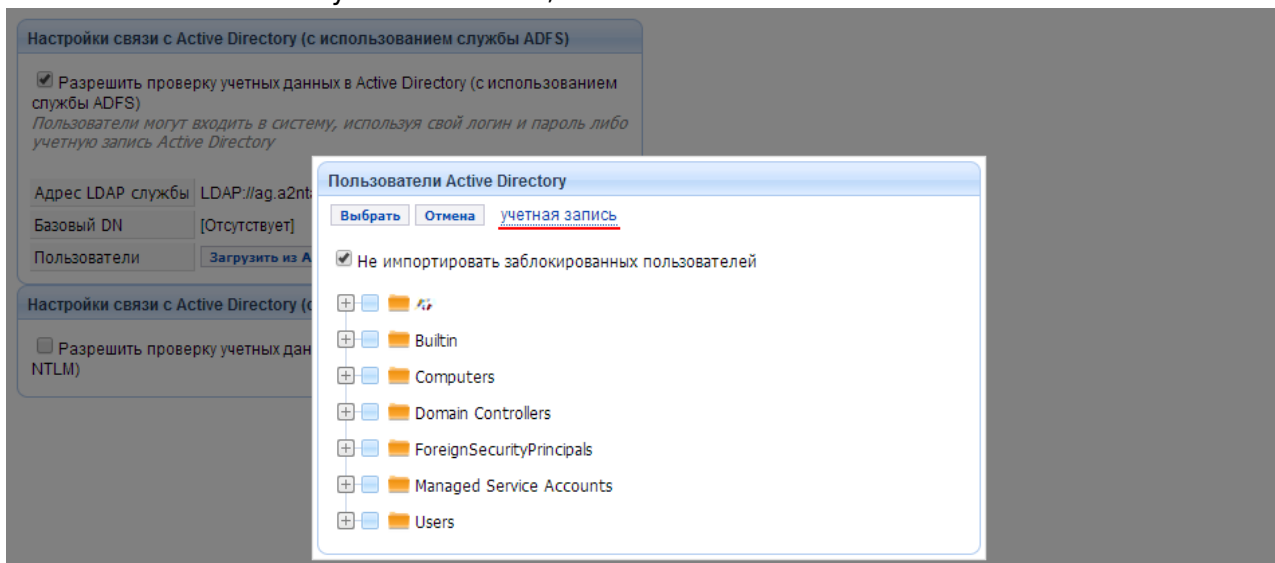 Настройки связи с Active Directory (с использованием службы ADFS)
Разрешить проверку учетных данных в Active Directory (с использованием
службы ADFS)
Пользователи могут входить в систему, используя свой логин и пароль либо
учетную запись Active Directory
Адрес LDAP службы LDAP://ag.a2nt
Базовый DN [Отсутствует]
Пользователи Загрузить из A
Настройки связи с Active Directory (с
Разрешить проверку учетных дан
NTLM)
Пользователи Active Directory
Выбрать Отмена учетная запись
Не импортировать заблокированных пользователей
Builtin
Computers
Domain Controllers
ForeignSecurityPrincipals
Managed Service Accounts
Users